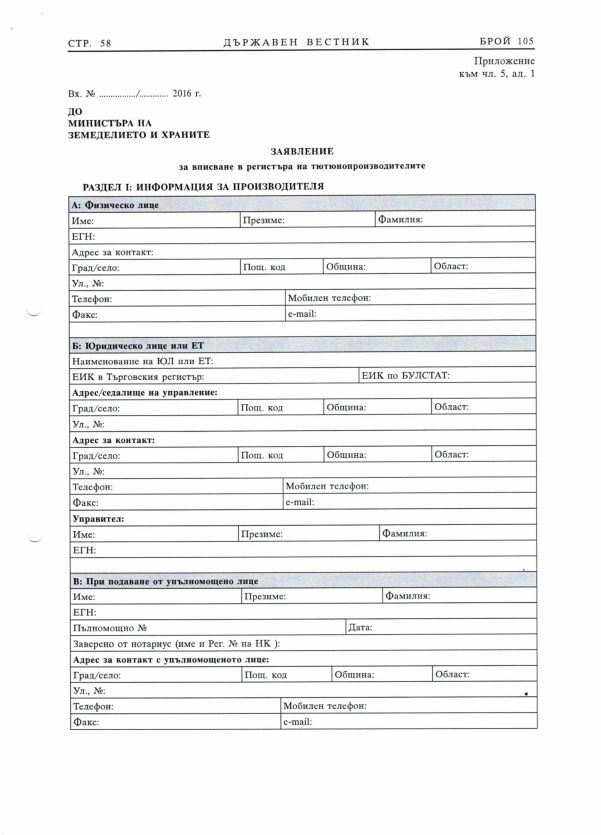 СТР. 58 ДЪРЖАВЕН ВЕСТНИК БРОЙ 105
Приложение
към чл. 5, ал. 1
Вх. № ................/............. 2016 г.
ДО
МИНИСТЪРА НА
ЗЕМЕДЕЛИЕТО И ХРАНИТЕ
ЗАЯВЛЕНИЕ
за вписване в регистъра на тютюнопроизводителите
РАЗДЕЛ I: ИНФОРМАЦИЯ ЗА ПРОИЗВОДИТЕЛЯ
А: Физическо лице
Име: Презиме: Фамилия:
ЕГН:
Адрес за контакт:
Град/село: Пощ. код Община: Област:
Ул., №:
Телефон: Мобилен телефон:
Факс: e-mail:
Б: Юридическо лице или ЕТ
Наименование на ЮЛ или ЕТ:
ЕИК в Търговския регистър: ЕИК по БУЛСТАТ:
Адрес/седалище на управление:
Град/село: Пощ. код Община: Област:
Ул., №:
Адрес за контакт:
Град/село: Пощ. код Община: Област:
Ул., №:
Телефон: Мобилен телефон:
Факс: e-mail:
Управител:
Име: Презиме: Фамилия:
ЕГН:
В: При подаване от упълномощено лице
Име: Презиме: Фамилия:
ЕГН:
Пълномощно № Дата:
Заверено от нотариус (име и Рег. № на НК ):
Адрес за контакт с упълномощеното лице:
Град/село: Пощ. код Община: Област:
Ул., №:
Телефон: Мобилен телефон:
Факс: e-mail: